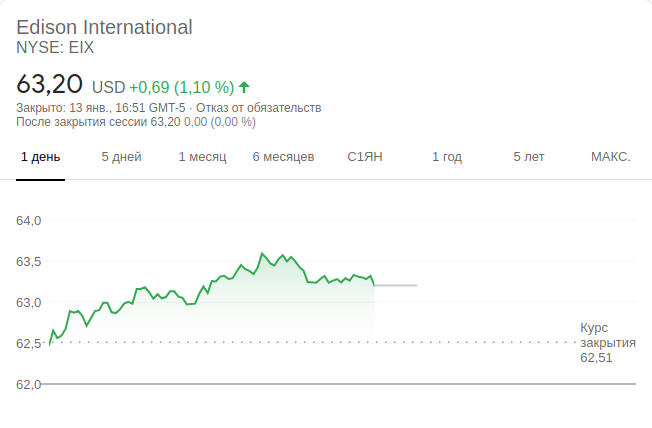 Edison International
NYSE: EIX
63,20 USD +0,69 (1,10 %)
Закрыто: 13 янв., 16:51 GMT-5 · Отказ от обязательств
После закрытия сессии 63,20 0,00 (0,00 %)
1 день 5 дней 1 месяц 6 месяцев С1ЯН 1 год 5 лет МАКС.
64,0
63,5
63,0
62,5
62,0
Курс
закрытия
62,51